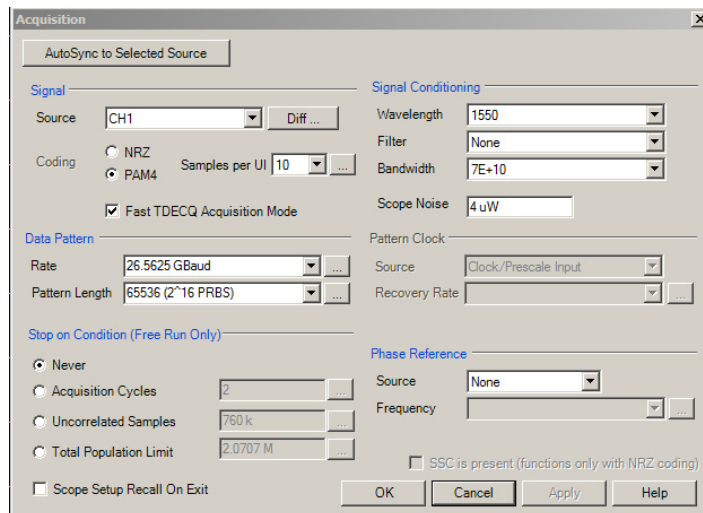 Acquisition
AutoSync to Selected Source
Signal
Source CH1 Diff ...
Coding NRZ
PAM4
Samples per UI 10 ...
Fast TDECQ Acquisition Mode
Data Pattern
Rate 26.5625 GBaud ...
Pattern Length 65536 (2^16 PRBS) ...
Stop on Condition (Free Run Only)
Never
Acquisition Cycles 2 ...
Uncorrelated Samples 760 k ...
Total Population Limit 2.0707 M ...
Scope Setup Recall On Exit
Signal Conditioning
Wavelength 1550
Filter None
Bandwidth 7E+10
Scope Noise 4 uW
Pattern Clock
Source Clock/Prescale Input
Recovery Rate ...
Phase Reference
Source None
Frequency ...
SSC is present (functions only with NRZ coding)
OK Cancel Apply Help